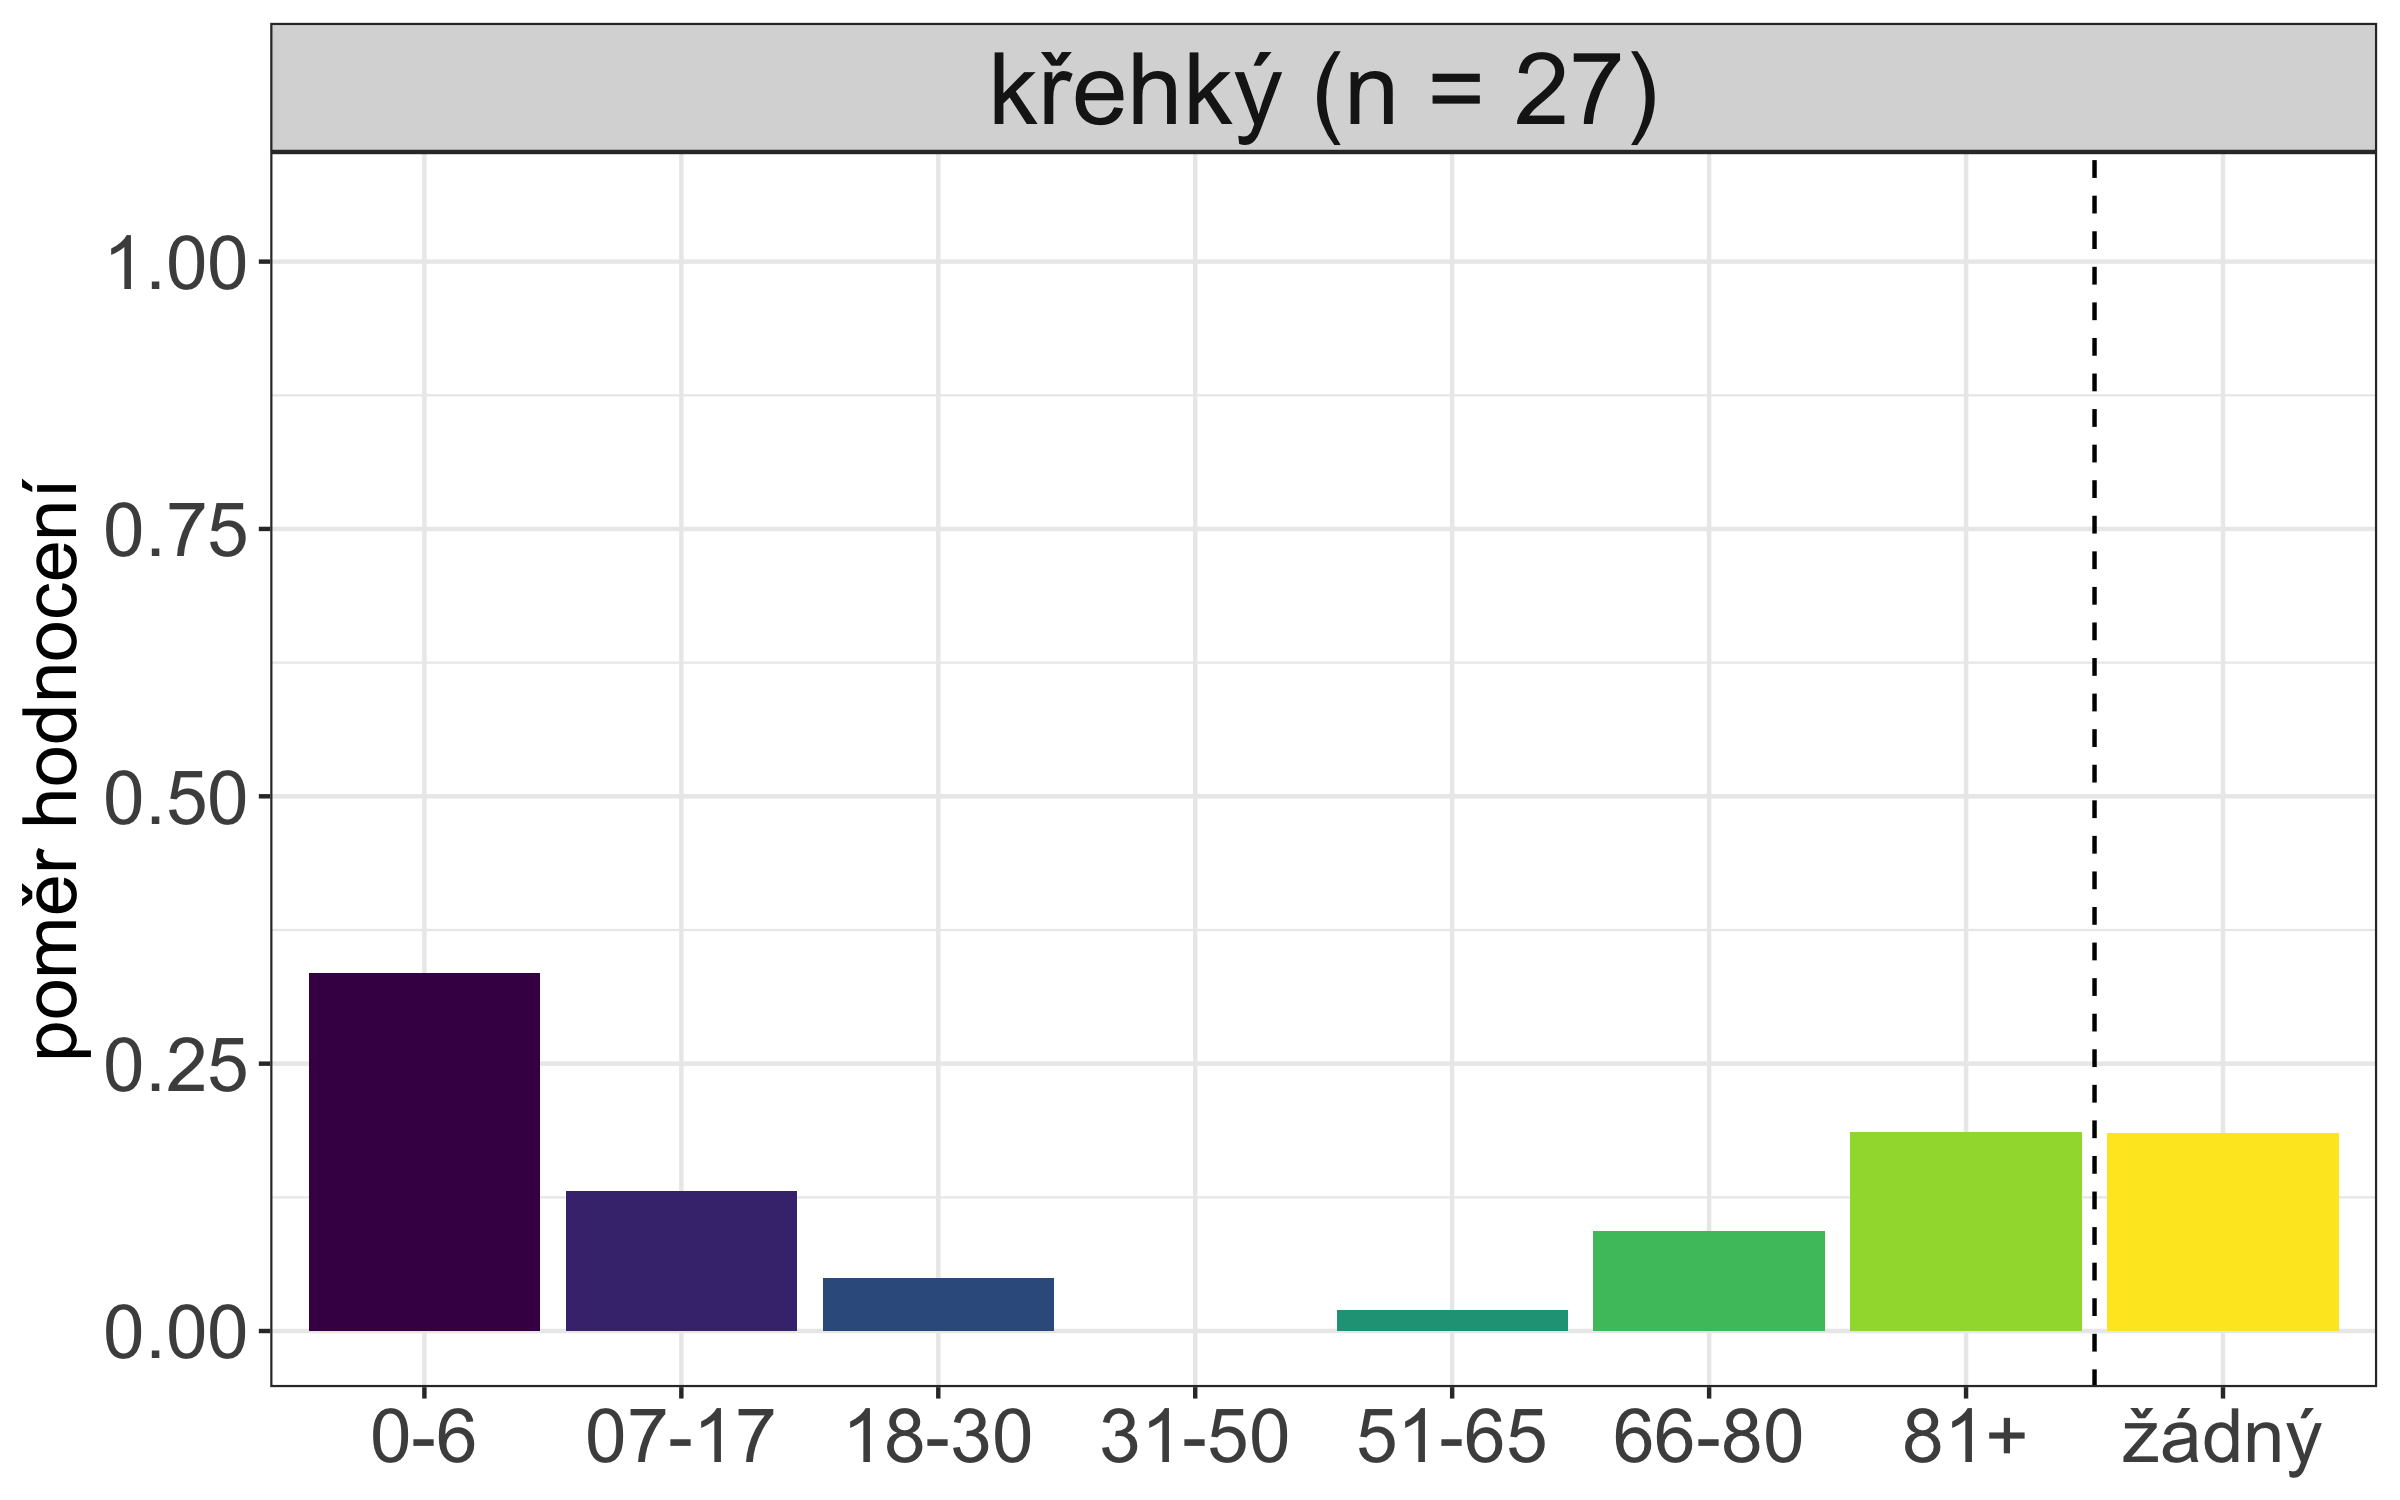 křehký (n = 27)
poměr hodnocení
1.00
0.75
0.50
0.25
0.00
0-6 07-17 18-30 31-50 51-65 66-80 81+ žádný